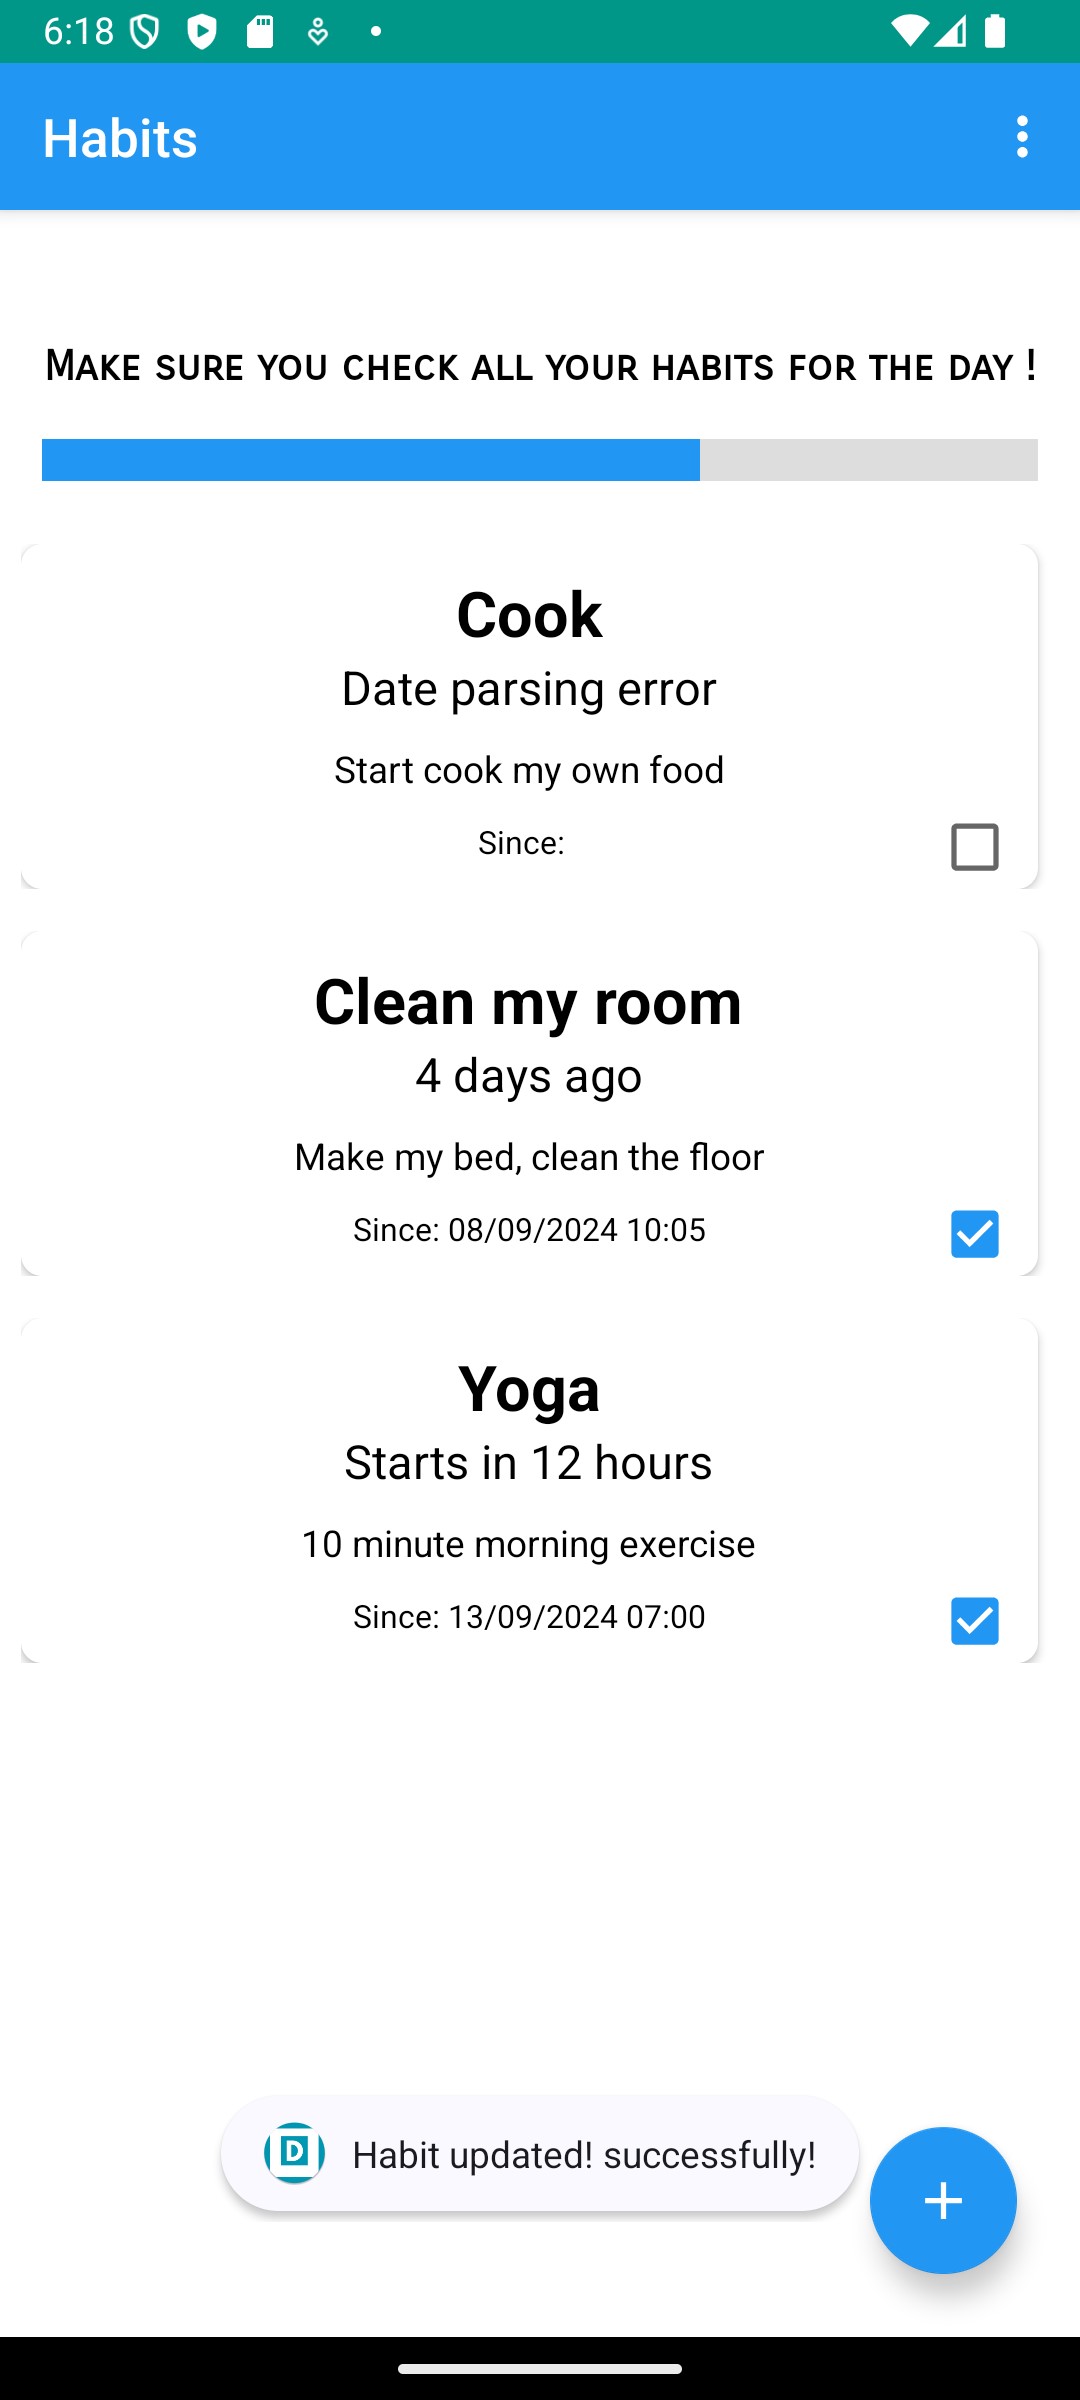 6:18
Habits
Make sure you check all your habits for the day !
Cook
Date parsing error
Start cook my own food
Since:
Clean my room
4 days ago
Make my bed, clean the floor
Since: 08/09/2024 10:05
Yoga
Starts in 12 hours
10 minute morning exercise
Since: 13/09/2024 07:00
D
Habit updated! successfully!